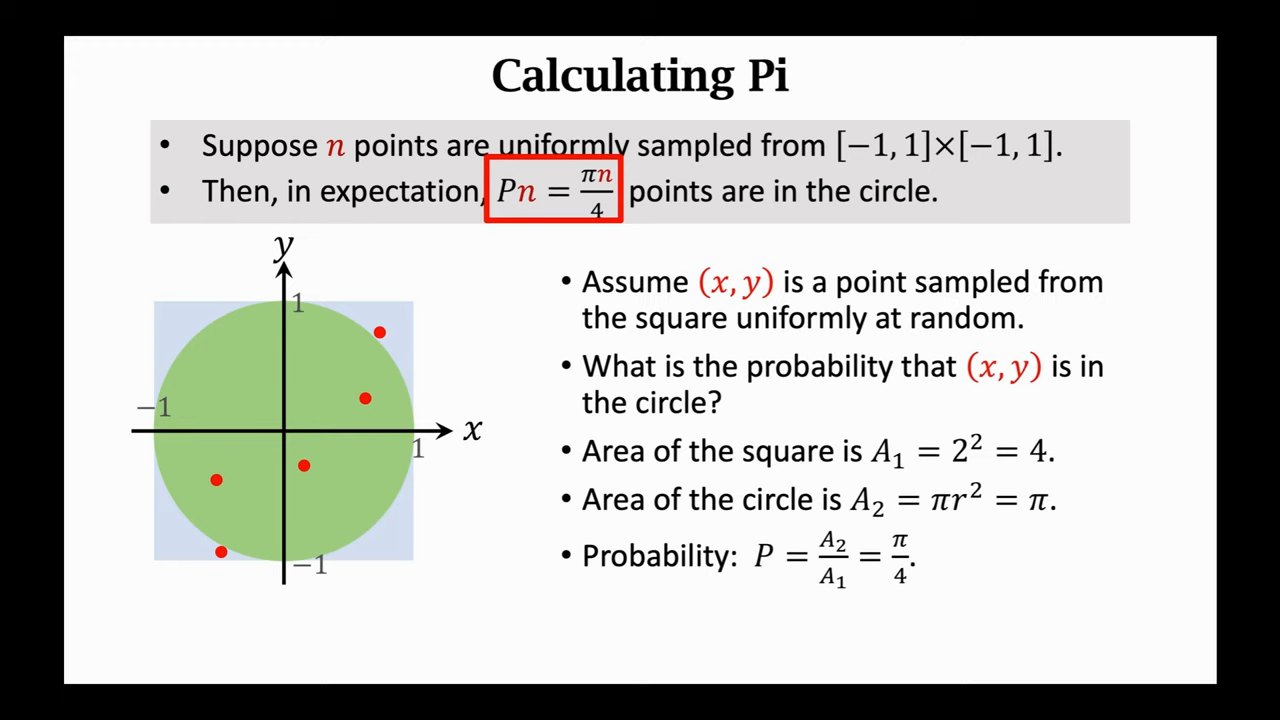 Calculating Pi
• Suppose n points are uniformly sampled from [−1, 1]×[−1, 1].
• Then, in expectation, Pn = πn/4 points are in the circle.
y
1
−1
x
1
−1
• Assume (x, y) is a point sampled from
the square uniformly at random.
• What is the probability that (x, y) is in
the circle?
• Area of the square is A₁ = 2² = 4.
• Area of the circle is A₂ = πr² = π.
• Probability: P = A₂/A₁ = π/4.